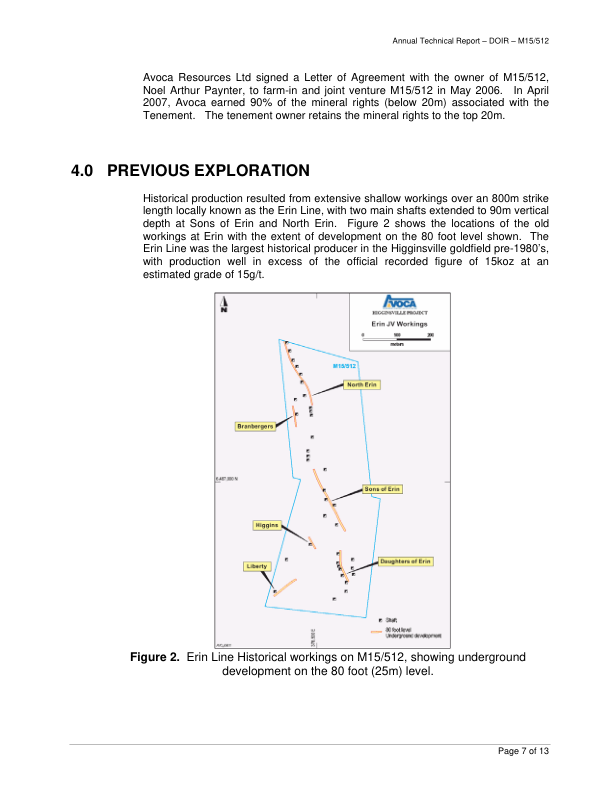 Annual Technical Report – DOIR – M15/512
Avoca Resources Ltd signed a Letter of Agreement with the owner of M15/512,
Noel Arthur Paynter, to farm-in and joint venture M15/512 in May 2006. In April
2007, Avoca earned 90% of the mineral rights (below 20m) associated with the
Tenement. The tenement owner retains the mineral rights to the top 20m.
4.0 PREVIOUS EXPLORATION
Historical production resulted from extensive shallow workings over an 800m strike
length locally known as the Erin Line, with two main shafts extended to 90m vertical
depth at Sons of Erin and North Erin. Figure 2 shows the locations of the old
workings at Erin with the extent of development on the 80 foot level shown. The
Erin Line was the largest historical producer in the Higginsville goldfield pre-1980's,
with production well in excess of the official recorded figure of 15koz at an
estimated grade of 15g/t.
N
AVOCA
HIGGINSVILLE PROJECT
Erin JV Workings
0 100 200
metres
M15/512
North Erin
Branbergers
6,487,000 N
Sons of Erin
Higgins
Liberty
Daughters of Erin
Shaft
80 foot level
Underground development
Figure 2. Erin Line Historical workings on M15/512, showing underground
development on the 80 foot (25m) level.
Page 7 of 13